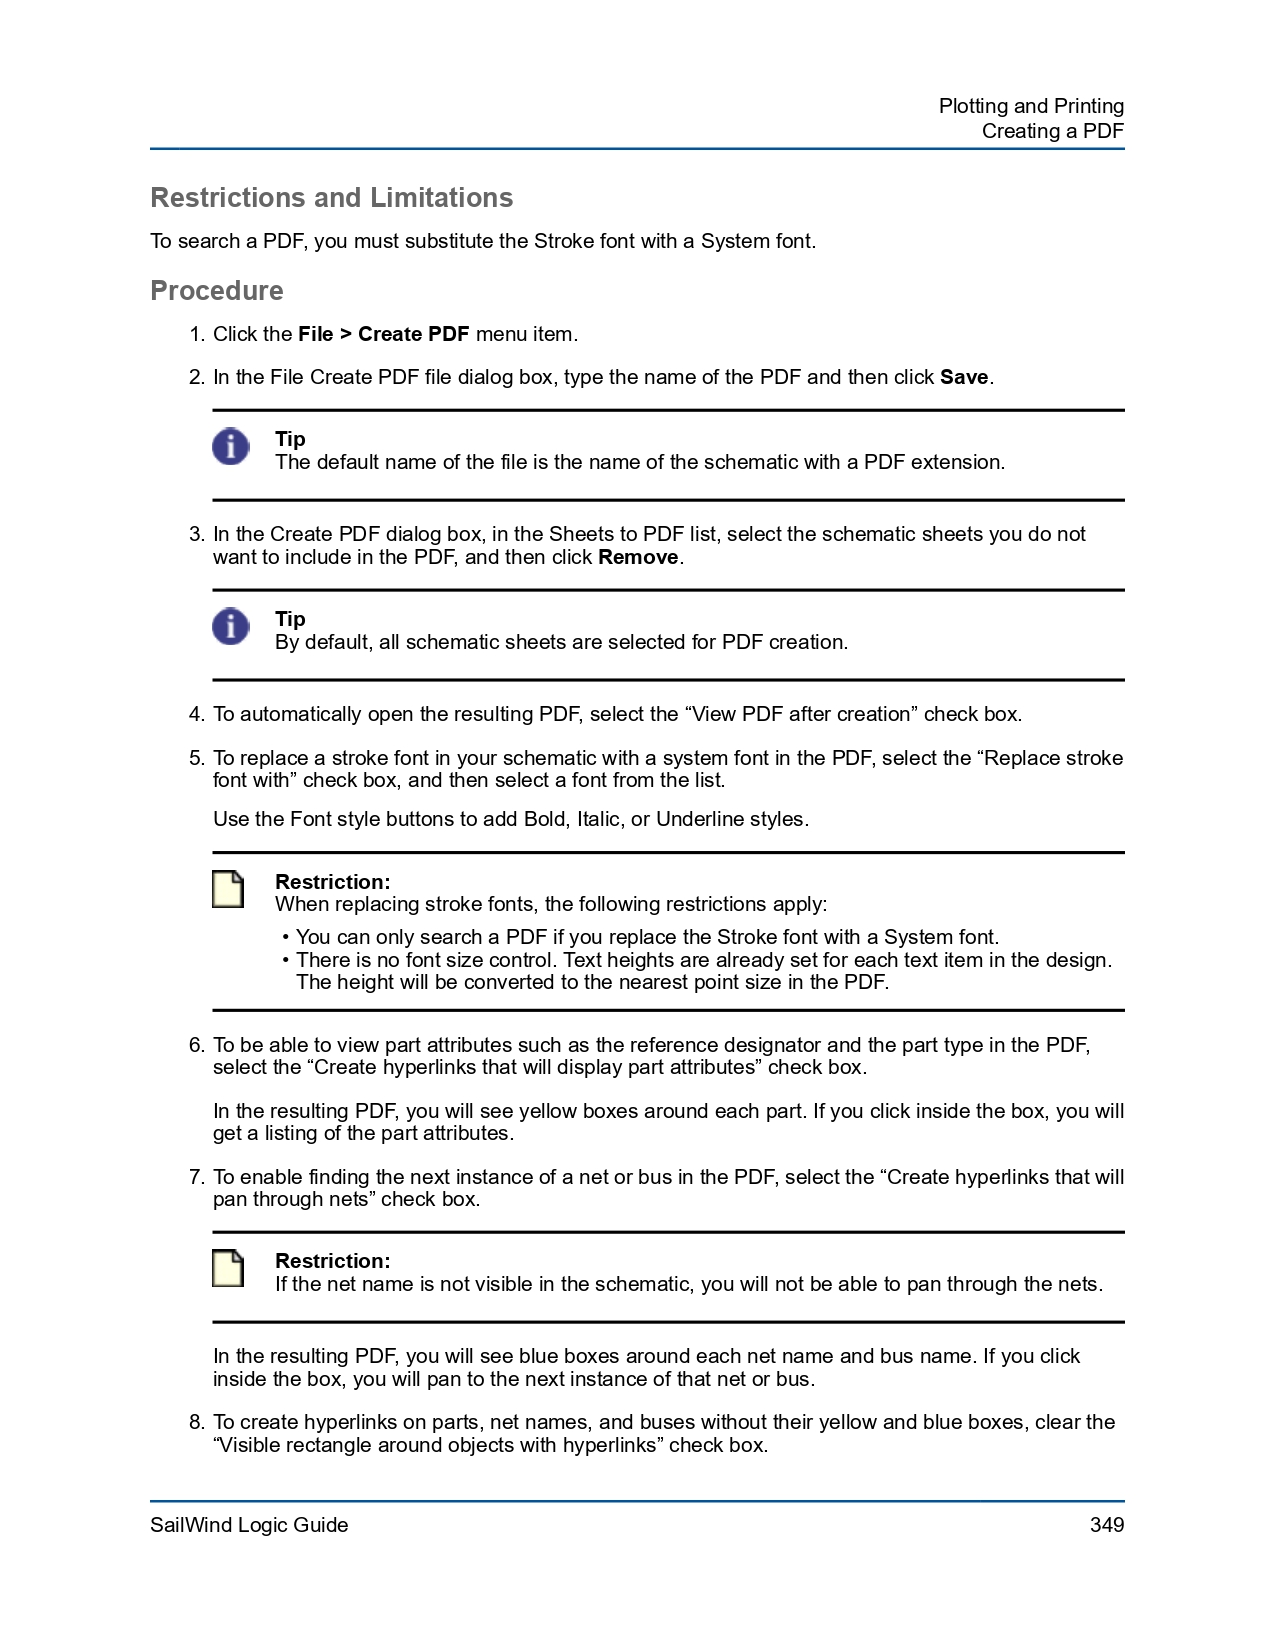 Plotting and Printing
Creating a PDF
Restrictions and Limitations
To search a PDF, you must substitute the Stroke font with a System font.
Procedure
1. Click the File > Create PDF menu item.
2. In the File Create PDF file dialog box, type the name of the PDF and then click Save.
Tip
The default name of the file is the name of the schematic with a PDF extension.
3. In the Create PDF dialog box, in the Sheets to PDF list, select the schematic sheets you do not
want to include in the PDF, and then click Remove.
Tip
By default, all schematic sheets are selected for PDF creation.
4. To automatically open the resulting PDF, select the “View PDF after creation” check box.
5. To replace a stroke font in your schematic with a system font in the PDF, select the “Replace stroke
font with” check box, and then select a font from the list.
Use the Font style buttons to add Bold, Italic, or Underline styles.
Restriction:
When replacing stroke fonts, the following restrictions apply:
• You can only search a PDF if you replace the Stroke font with a System font.
• There is no font size control. Text heights are already set for each text item in the design.
The height will be converted to the nearest point size in the PDF.
6. To be able to view part attributes such as the reference designator and the part type in the PDF,
select the “Create hyperlinks that will display part attributes” check box.
In the resulting PDF, you will see yellow boxes around each part. If you click inside the box, you will
get a listing of the part attributes.
7. To enable finding the next instance of a net or bus in the PDF, select the “Create hyperlinks that will
pan through nets” check box.
Restriction:
If the net name is not visible in the schematic, you will not be able to pan through the nets.
In the resulting PDF, you will see blue boxes around each net name and bus name. If you click
inside the box, you will pan to the next instance of that net or bus.
8. To create hyperlinks on parts, net names, and buses without their yellow and blue boxes, clear the
“Visible rectangle around objects with hyperlinks” check box.
SailWind Logic Guide
349